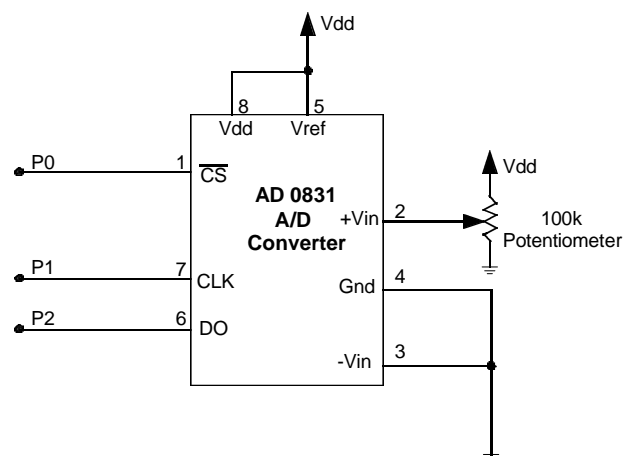 Vdd
8 5
Vdd Vref
P0 1 CS
Vdd
AD 0831
A/D
Converter
+Vin 2
100k
Potentiometer
P1 7 CLK
Gnd 4
P2 6 DO
-Vin 3